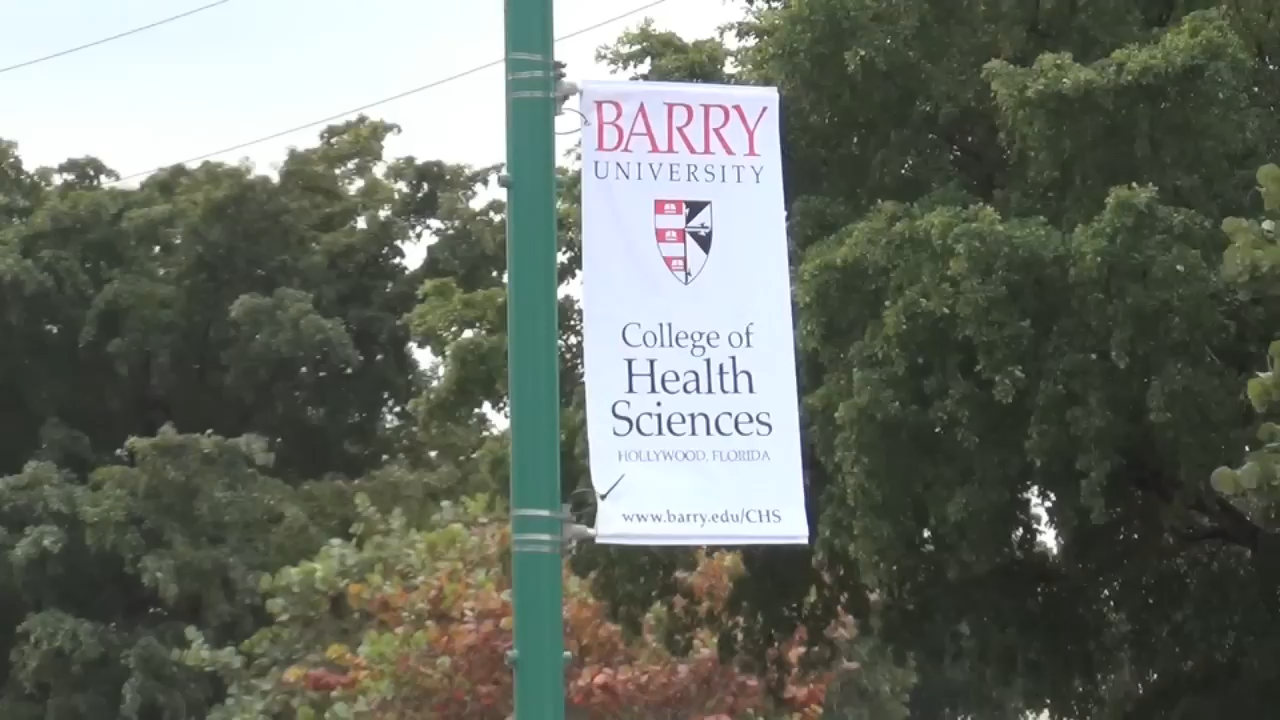 BARRY
UNIVERSITY
College of
Health
Sciences
HOLLYWOOD, FLORIDA
www.barry.edu/CHS